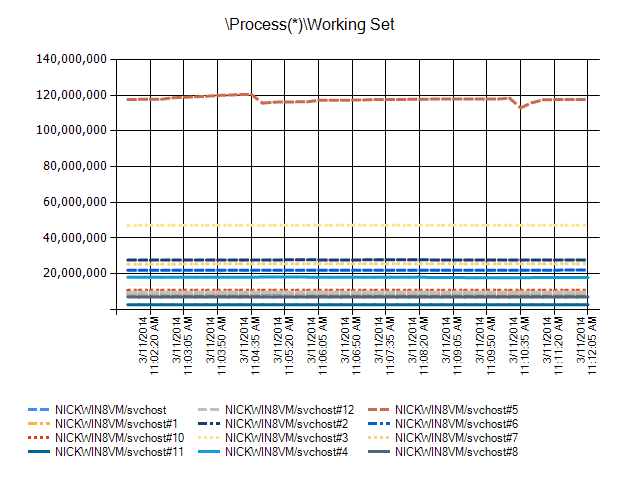 \Process(*)\Working Set
140,000,000
120,000,000
100,000,000
80,000,000
60,000,000
40,000,000
20,000,000
3/11/2014 11:02:20 AM
3/11/2014 11:03:05 AM
3/11/2014 11:03:50 AM
3/11/2014 11:04:35 AM
3/11/2014 11:05:20 AM
3/11/2014 11:06:05 AM
3/11/2014 11:06:50 AM
3/11/2014 11:07:35 AM
3/11/2014 11:08:20 AM
3/11/2014 11:09:05 AM
3/11/2014 11:09:50 AM
3/11/2014 11:10:35 AM
3/11/2014 11:11:20 AM
3/11/2014 11:12:05 AM
NICKWIN8VM/svchost NICKWIN8VM/svchost#12 NICKWIN8VM/svchost#5
NICKWIN8VM/svchost#1 NICKWIN8VM/svchost#2 NICKWIN8VM/svchost#6
NICKWIN8VM/svchost#10 NICKWIN8VM/svchost#3 NICKWIN8VM/svchost#7
NICKWIN8VM/svchost#11 NICKWIN8VM/svchost#4 NICKWIN8VM/svchost#8